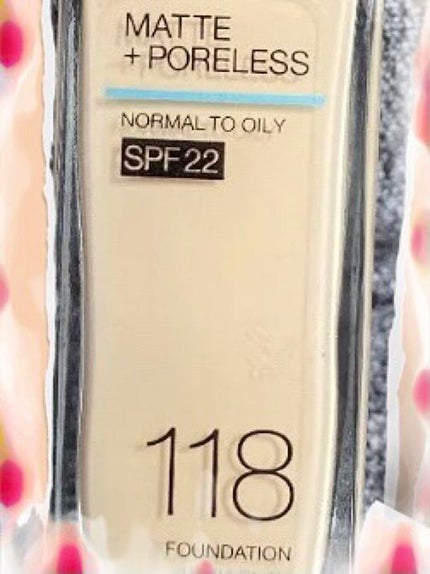 MATTE
+ PORELESS
NORMAL TO OILY
SPF 22
118
FOUNDATION